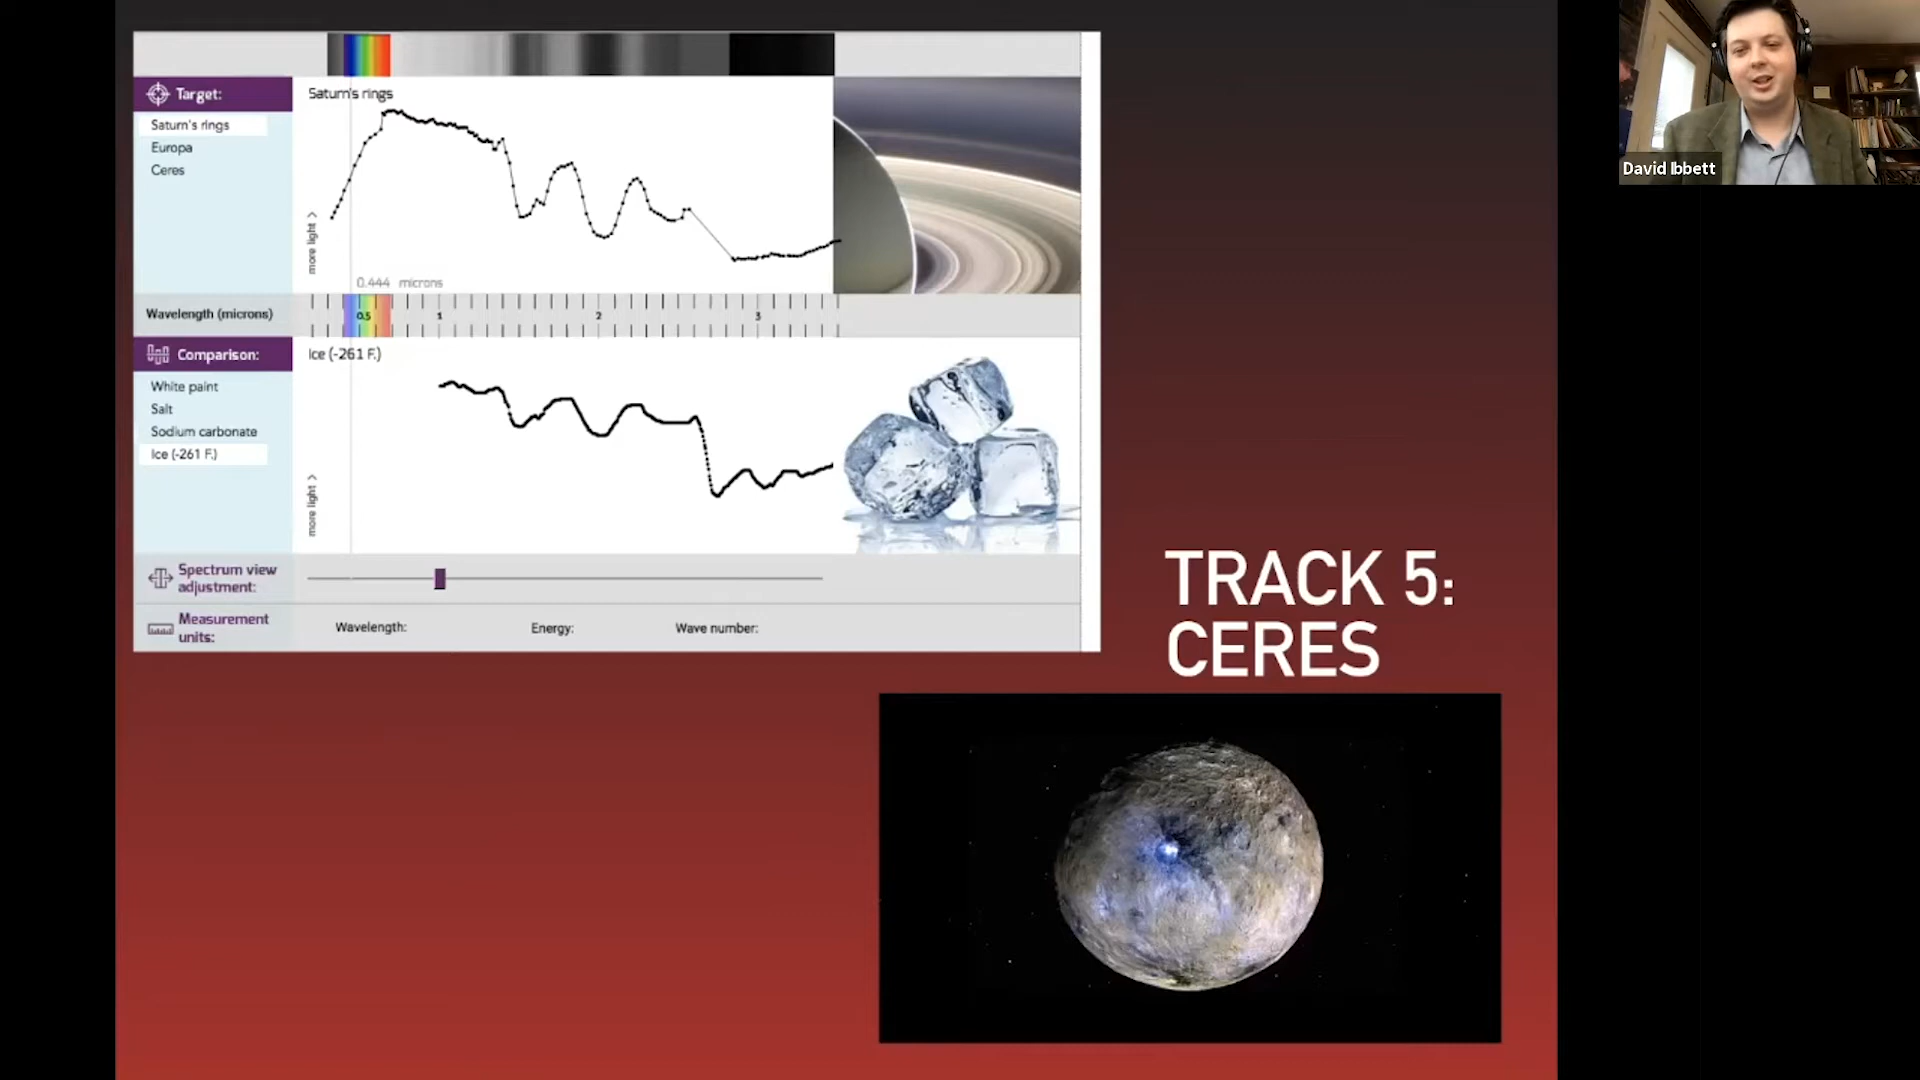 Target:
Saturn's rings
Europa
Ceres
Saturn's rings
more light >
0.444 microns
Wavelength (microns)
0.5 1 2 3
Comparison:
White paint
Salt
Sodium carbonate
Ice (-261 F.)
Ice (-261 F.)
more light >
Spectrum view
adjustment:
Measurement
units:
Wavelength:
Energy:
Wave number:
TRACK 5:
CERES
David Ibbett